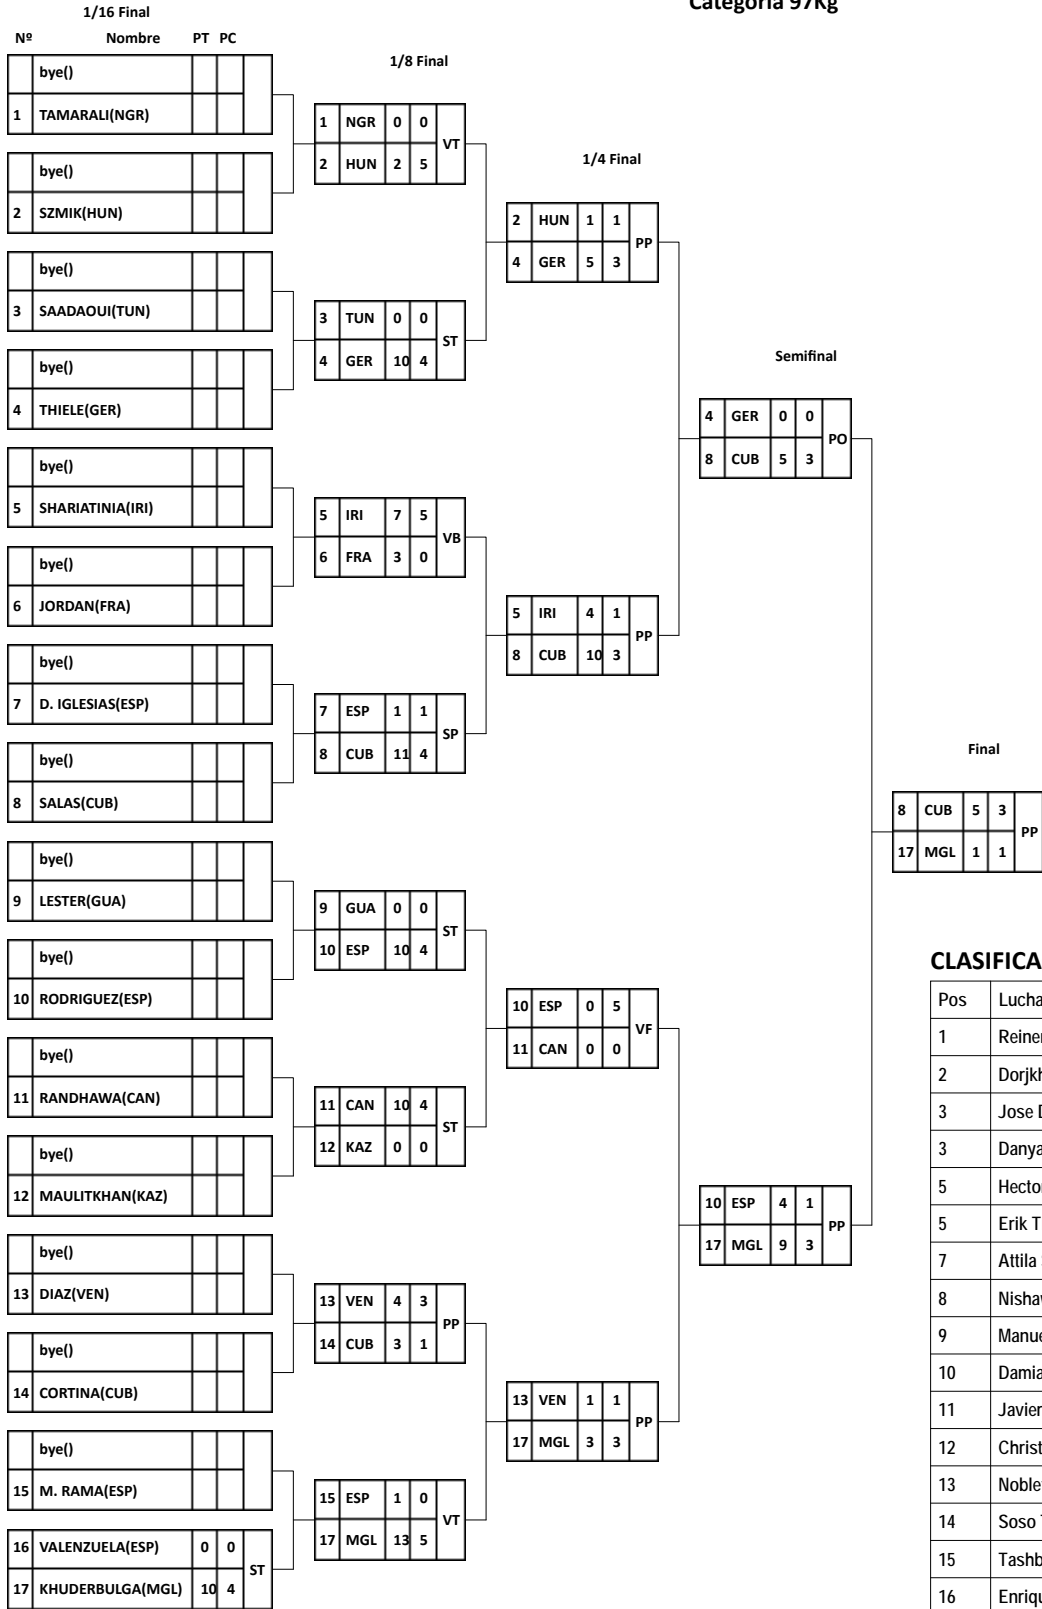 Categoría 97Kg
1/16 Final
Nº Nombre PT PC
bye()
1 TAMARALI(NGR)
bye()
2 SZMIK(HUN)
bye()
3 SAADAOUI(TUN)
bye()
4 THIELE(GER)
bye()
5 SHARIATINIA(IRI)
bye()
6 JORDAN(FRA)
bye()
7 D. IGLESIAS(ESP)
bye()
8 SALAS(CUB)
bye()
9 LESTER(GUA)
bye()
10 RODRIGUEZ(ESP)
bye()
11 RANDHAWA(CAN)
bye()
12 MAULITKHAN(KAZ)
bye()
13 DIAZ(VEN)
bye()
14 CORTINA(CUB)
bye()
15 M. RAMA(ESP)
16 VALENZUELA(ESP) 0 0
ST
17 KHUDERBULGA(MGL) 10 4
1/8 Final
1 NGR 0 0
VT
2 HUN 2 5
3 TUN 0 0
ST
4 GER 10 4
5 IRI 7 5
VB
6 FRA 3 0
7 ESP 1 1
SP
8 CUB 11 4
9 GUA 0 0
ST
10 ESP 10 4
11 CAN 10 4
ST
12 KAZ 0 0
13 VEN 4 3
PP
14 CUB 3 1
15 ESP 1 0
VT
17 MGL 13 5
1/4 Final
2 HUN 1 1
PP
4 GER 5 3
5 IRI 4 1
PP
8 CUB 10 3
10 ESP 0 5
VF
11 CAN 0 0
13 VEN 1 1
PP
17 MGL 3 3
Semifinal
4 GER 0 0
PO
8 CUB 5 3
10 ESP 4 1
PP
17 MGL 9 3
Final
8 CUB 5 3
PP
17 MGL 1 1
CLASIFICA
Pos Lucha
1 Reiner
2 Dorjkh
3 Jose D
3 Danya
5 Hector
5 Erik T
7 Attila
8 Nishaw
9 Manue
10 Damia
11 Javier
12 Christ
13 Noble
14 Soso
15 Tashb
16 Enriqu